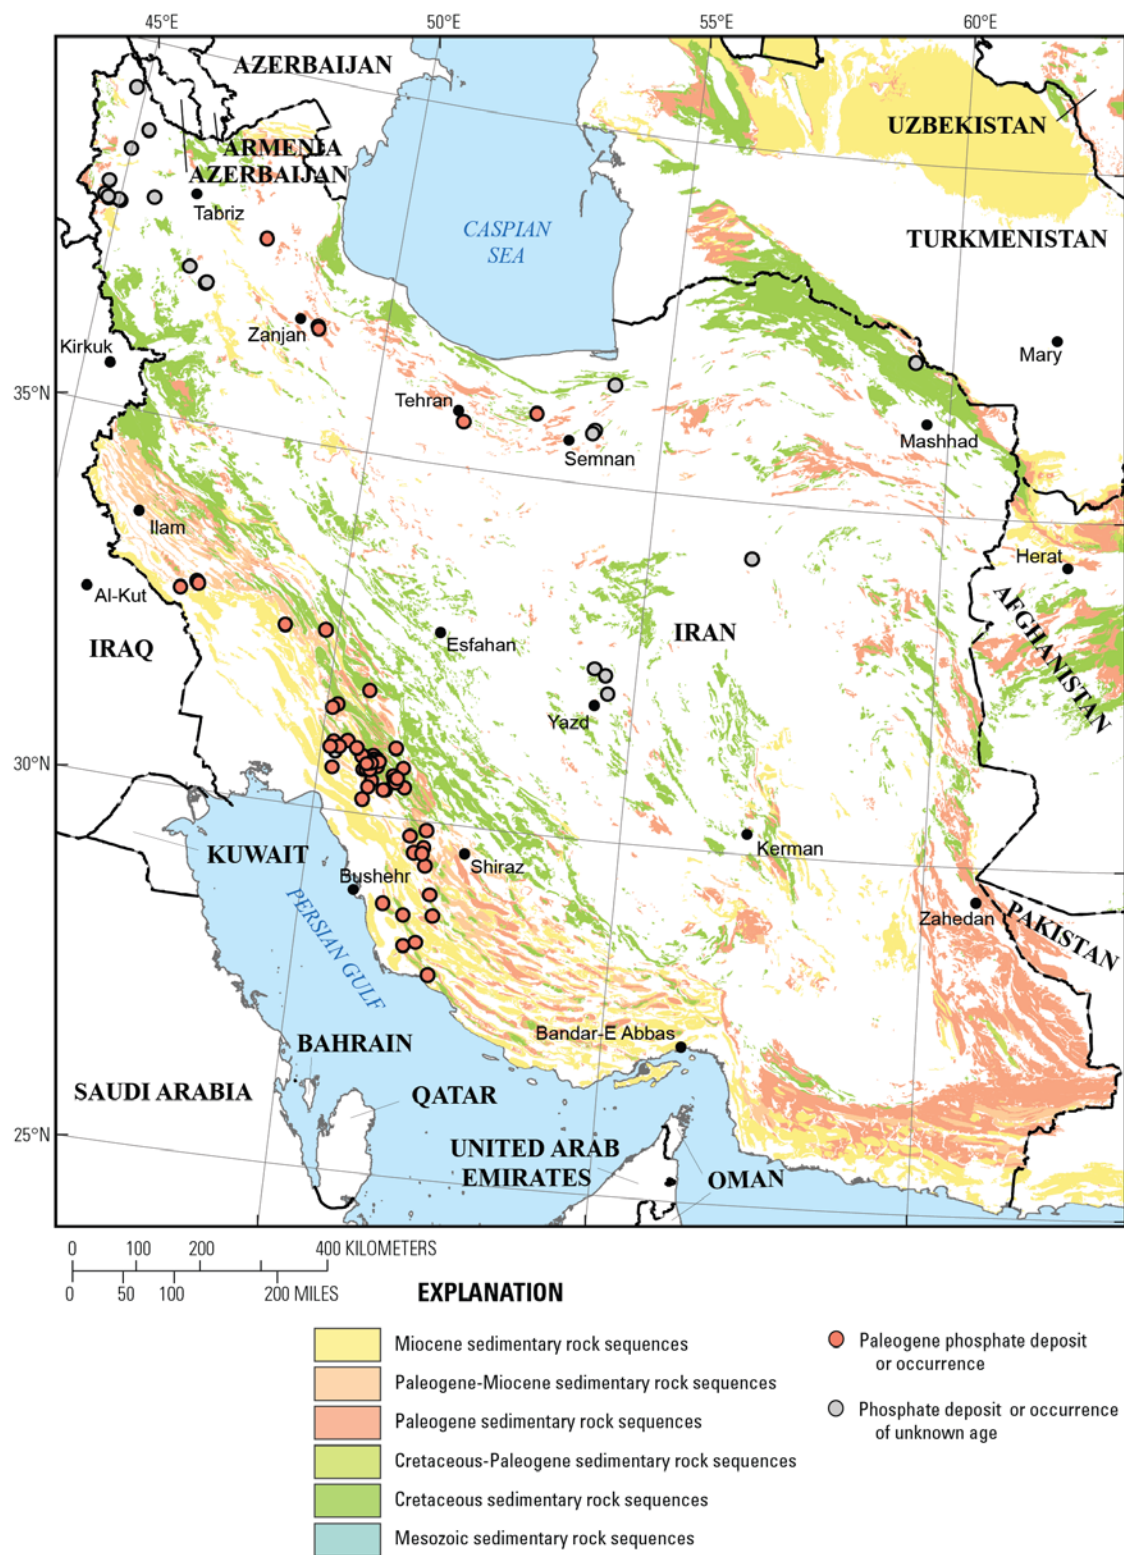 45°E
50°E
55°E
60°E
AZERBAIJAN
UZBEKISTAN
ARMENIA
AZERBAIJAN
Tabriz
CASPIAN
SEA
TURKMENISTAN
Zanjan
Kirkuk
Mary
35°N
Tehran
Mashhad
Semnan
Ilam
Herat
Al-Kut
AFGHANISTAN
IRAQ
Esfahan
IRAN
Yazd
30°N
KUWAIT
Bushehr
Shiraz
Kerman
PERSIAN GULF
Zahedan
PAKISTAN
Bandar-E Abbas
BAHRAIN
SAUDI ARABIA
QATAR
25°N
UNITED ARAB
EMIRATES
OMAN
0 100 200 400 KILOMETERS
0 50 100 200 MILES
EXPLANATION
Miocene sedimentary rock sequences
Paleogene-Miocene sedimentary rock sequences
Paleogene sedimentary rock sequences
Cretaceous-Paleogene sedimentary rock sequences
Cretaceous sedimentary rock sequences
Mesozoic sedimentary rock sequences
Paleogene phosphate deposit
or occurrence
Phosphate deposit or occurrence
of unknown age